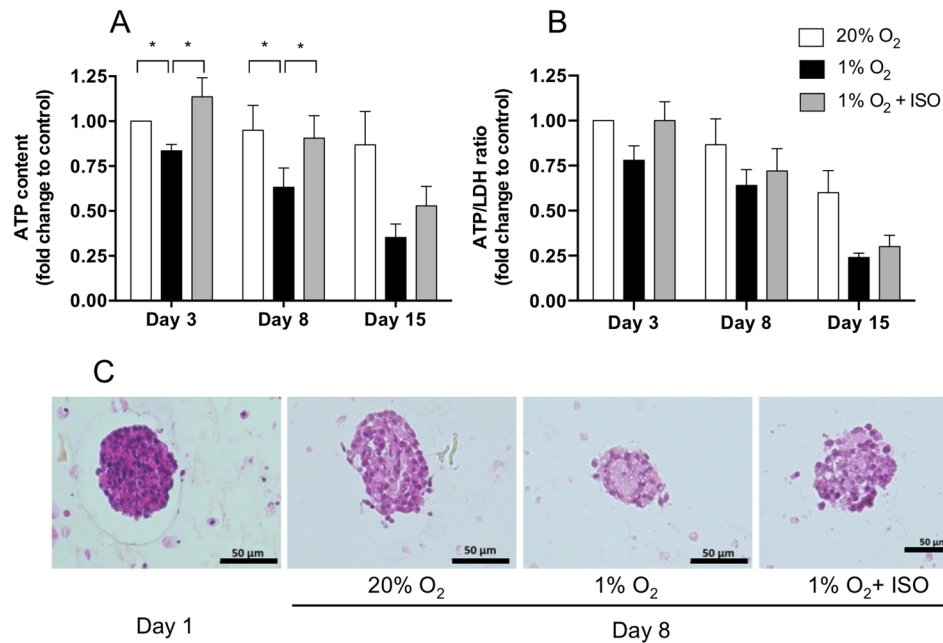 A
* * * *
1.25
1.00
0.75
0.50
0.25
0.00
ATP content
(fold change to control)
Day 3 Day 8 Day 15
B
20% O₂
1% O₂
1% O₂ + ISO
1.25
1.00
0.75
0.50
0.25
0.00
ATP/LDH ratio
(fold change to control)
Day 3 Day 8 Day 15
C
50 µm 50 µm 50 µm 50 µm
20% O₂ 1% O₂ 1% O₂+ ISO
Day 1 Day 8